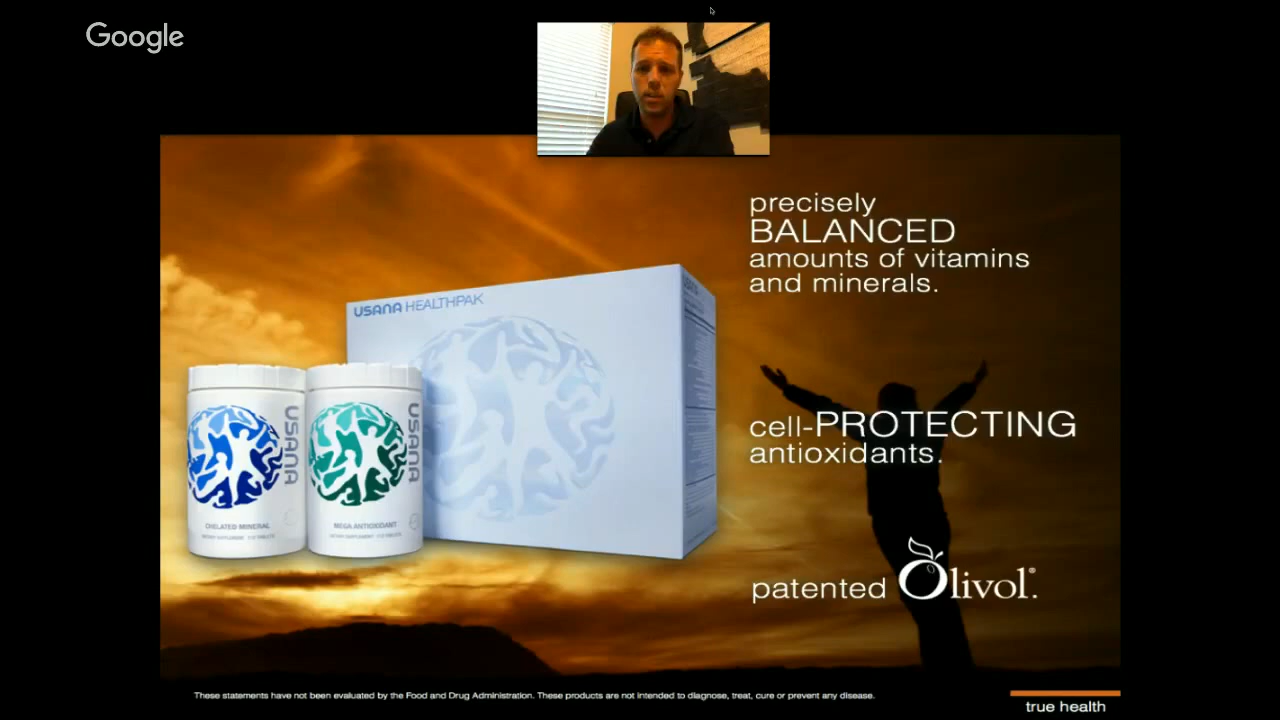 Google
precisely
BALANCED
amounts of vitamins
and minerals.
USANA HEALTHPAK
USANA
USANA
CHELATED MINERAL
MEGA ANTIOXIDANT
cell-PROTECTING
antioxidants.
patented Olivol®.
These statements have not been evaluated by the Food and Drug Administration. These products are not intended to diagnose, treat, cure or prevent any disease.
true health